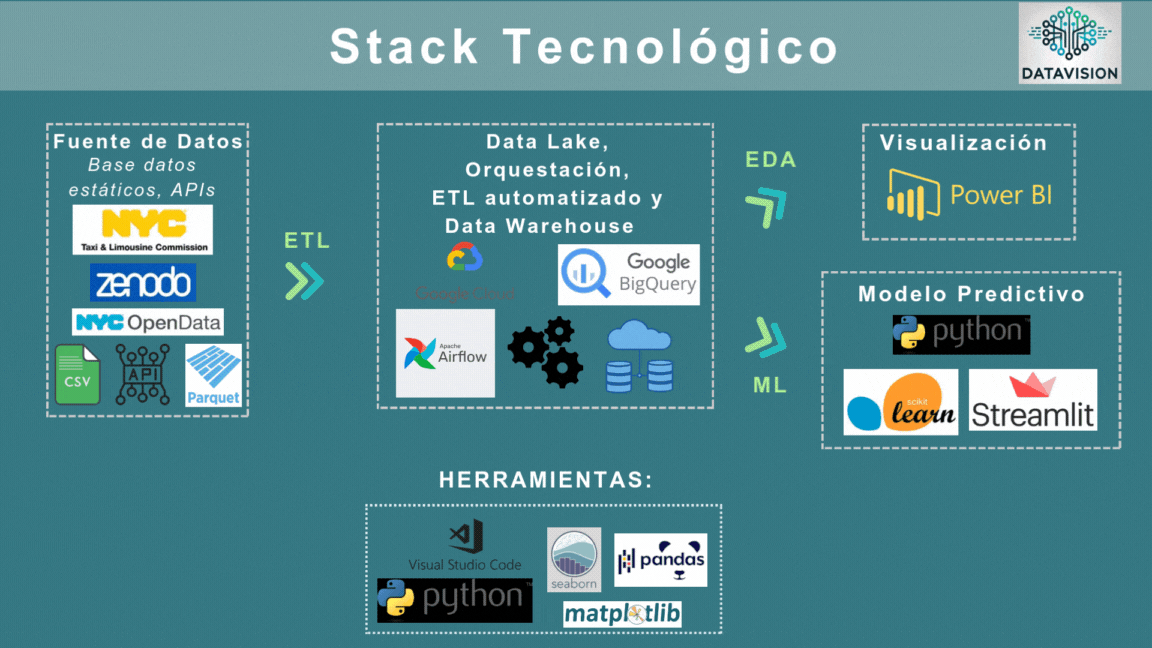 Stack Tecnológico
DATAVISION
Fuente de Datos
Base datos
estáticos, APIs
NYC
Taxi & Limousine Commission
zenodo
NYC OpenData
CSV
API
Parquet
ETL
Data Lake,
Orquestación,
ETL automatizado y
Data Warehouse
Google Cloud
Google
BigQuery
Apache
Airflow
EDA
ML
Visualización
Power BI
Modelo Predictivo
python™
scikit
learn
Streamlit
HERRAMIENTAS:
Visual Studio Code
python™
seaborn
pandas
matplotlib